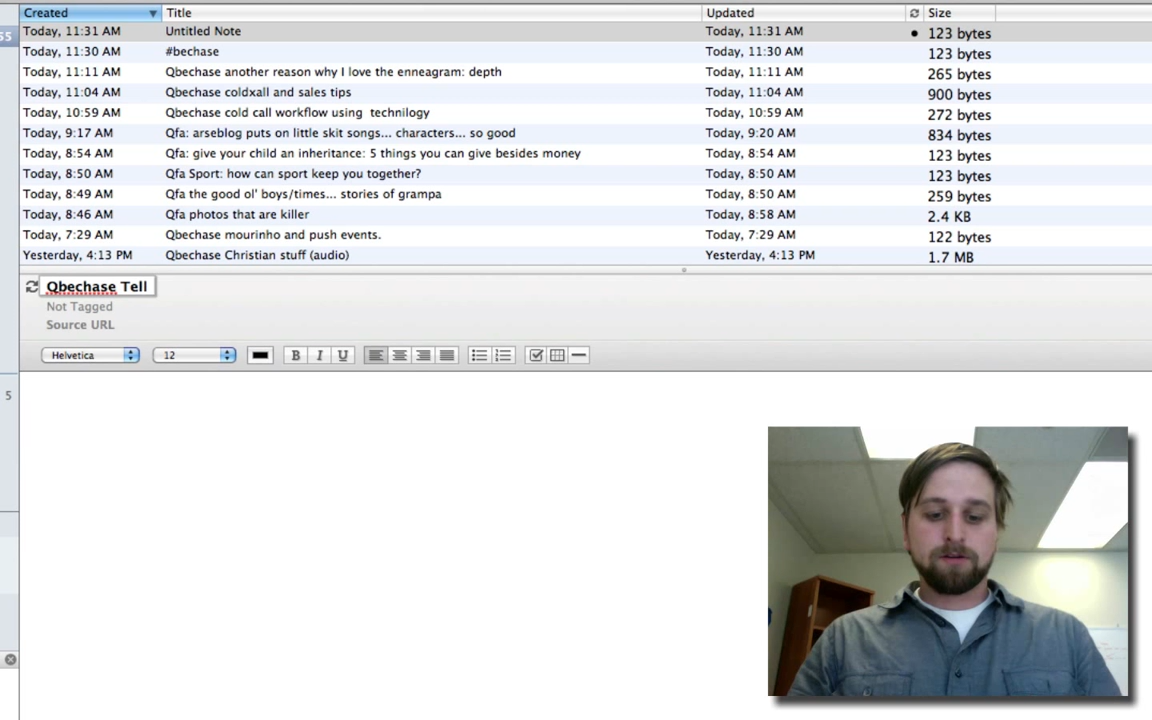 Created Title Updated Size
55 Today, 11:31 AM Untitled Note Today, 11:31 AM 123 bytes
Today, 11:30 AM #bechase Today, 11:30 AM 123 bytes
Today, 11:11 AM Qbechase another reason why I love the enneagram: depth Today, 11:11 AM 265 bytes
Today, 11:04 AM Qbechase coldxall and sales tips Today, 11:04 AM 900 bytes
Today, 10:59 AM Qbechase cold call workflow using technilogy Today, 10:59 AM 272 bytes
Today, 9:17 AM Qfa: arseblog puts on little skit songs... characters... so good Today, 9:20 AM 834 bytes
Today, 8:54 AM Qfa: give your child an inheritance: 5 things you can give besides money Today, 8:54 AM 123 bytes
Today, 8:50 AM Qfa Sport: how can sport keep you together? Today, 8:50 AM 123 bytes
Today, 8:49 AM Qfa the good ol' boys/times... stories of grampa Today, 8:50 AM 259 bytes
Today, 8:46 AM Qfa photos that are killer Today, 8:58 AM 2.4 KB
Today, 7:29 AM Qbechase mourinho and push events. Today, 7:29 AM 122 bytes
Yesterday, 4:13 PM Qbechase Christian stuff (audio) Yesterday, 4:13 PM 1.7 MB
Qbechase Tell
Not Tagged
Source URL
Helvetica 12 B I U
5